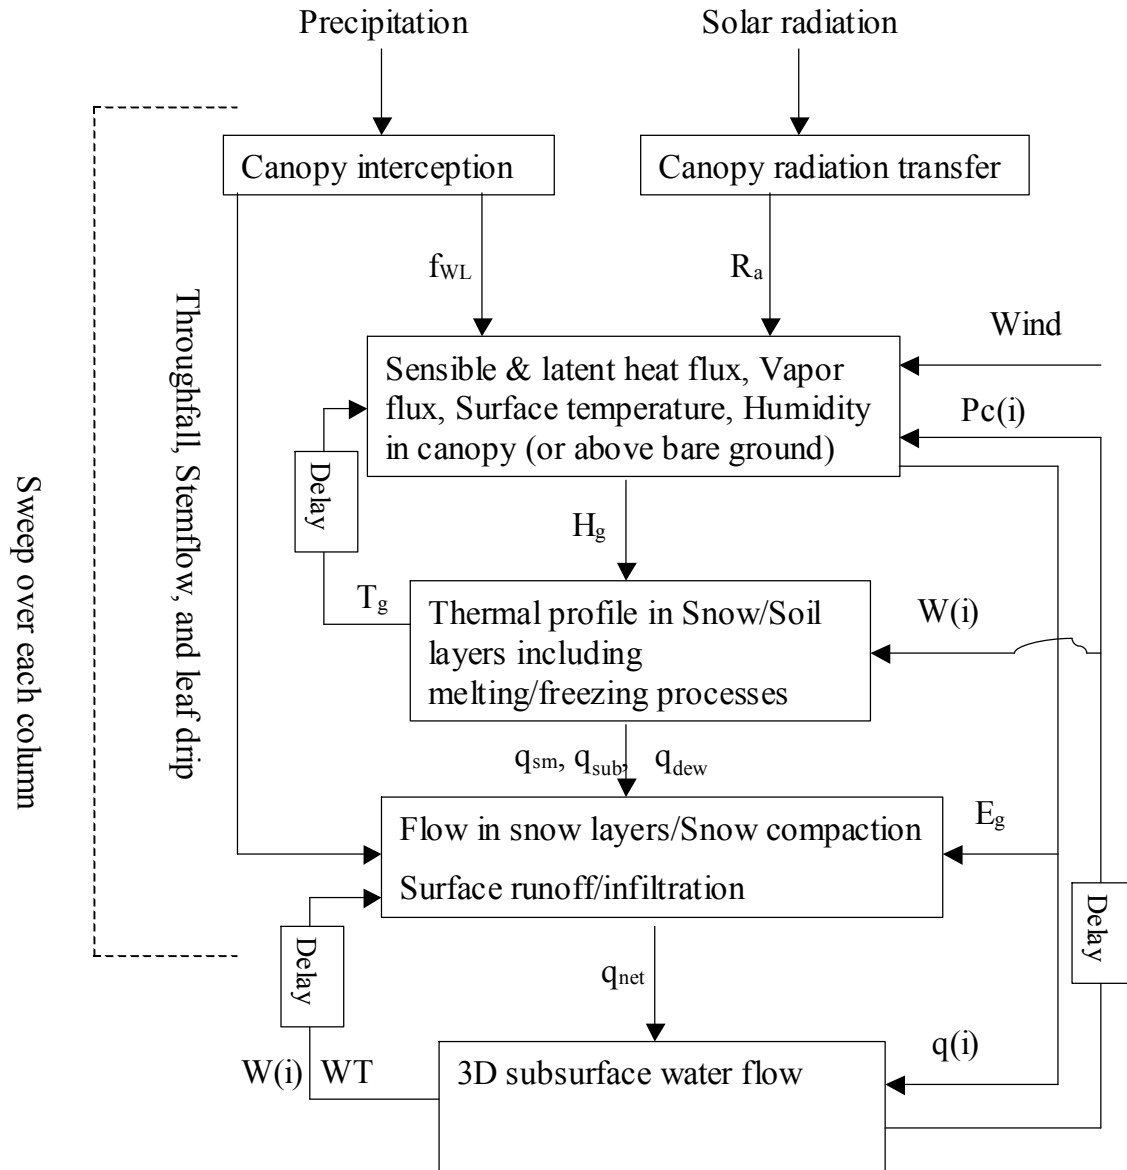 Precipitation
Solar radiation
Canopy interception
Canopy radiation transfer
fWL
Ra
Wind
Sensible & latent heat flux, Vapor
flux, Surface temperature, Humidity
in canopy (or above bare ground)
Pc(i)
Delay
Hg
Tg
Thermal profile in Snow/Soil
layers including
melting/freezing processes
W(i)
Throughfall, Stemflow, and leaf drip
Sweep over each column
qsm, qsub, qdew
Flow in snow layers/Snow compaction
Surface runoff/infiltration
Eg
Delay
Delay
qnet
W(i) WT
3D subsurface water flow
q(i)